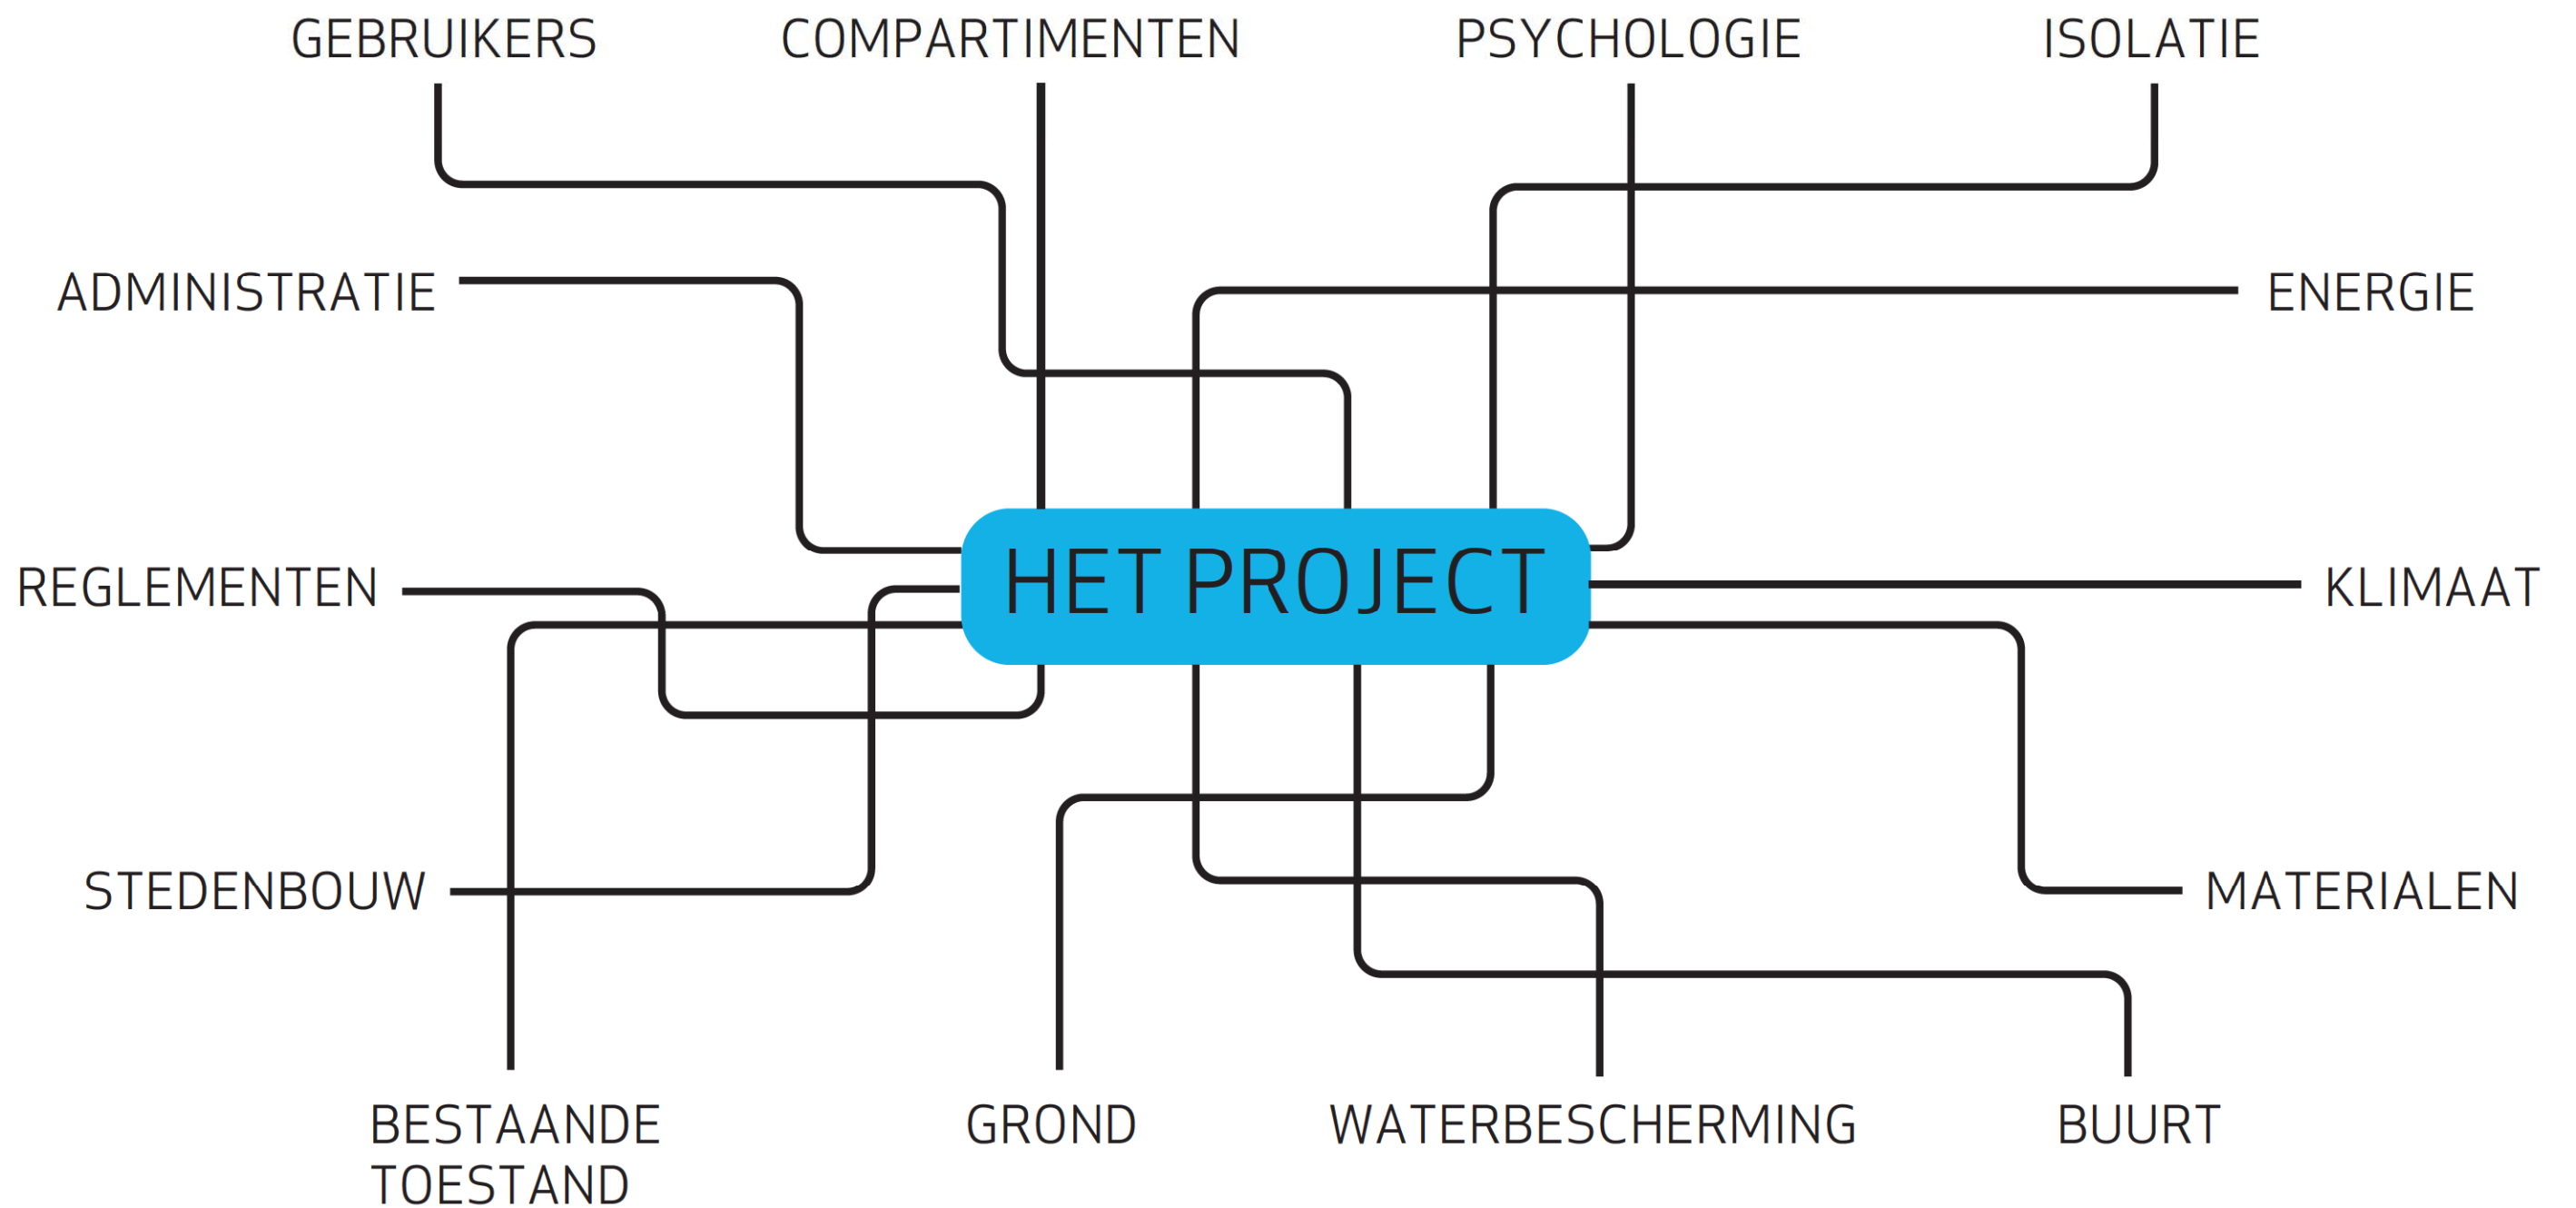 GEBRUIKERS
COMPARTIMENTEN
PSYCHOLOGIE
ISOLATIE
ADMINISTRATIE
ENERGIE
REGLEMENTEN
HET PROJECT
KLIMAAT
STEDENBOUW
MATERIALEN
BESTAANDE
TOESTAND
GROND
WATERBESCHERMING
BUURT